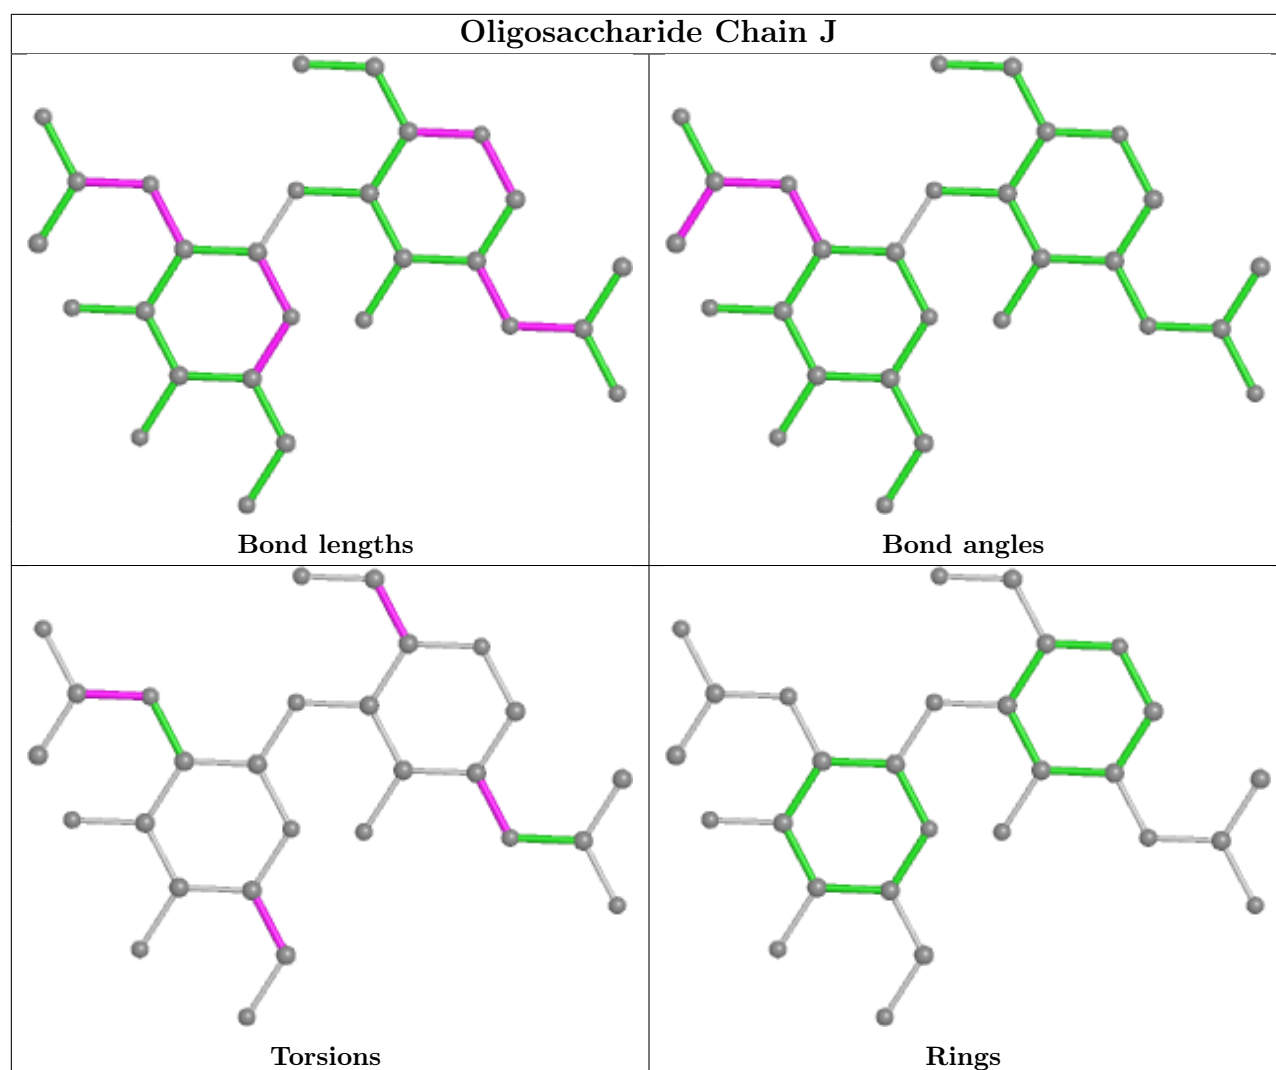 Oligosaccharide Chain J
Bond lengths
Bond angles
Torsions
Rings